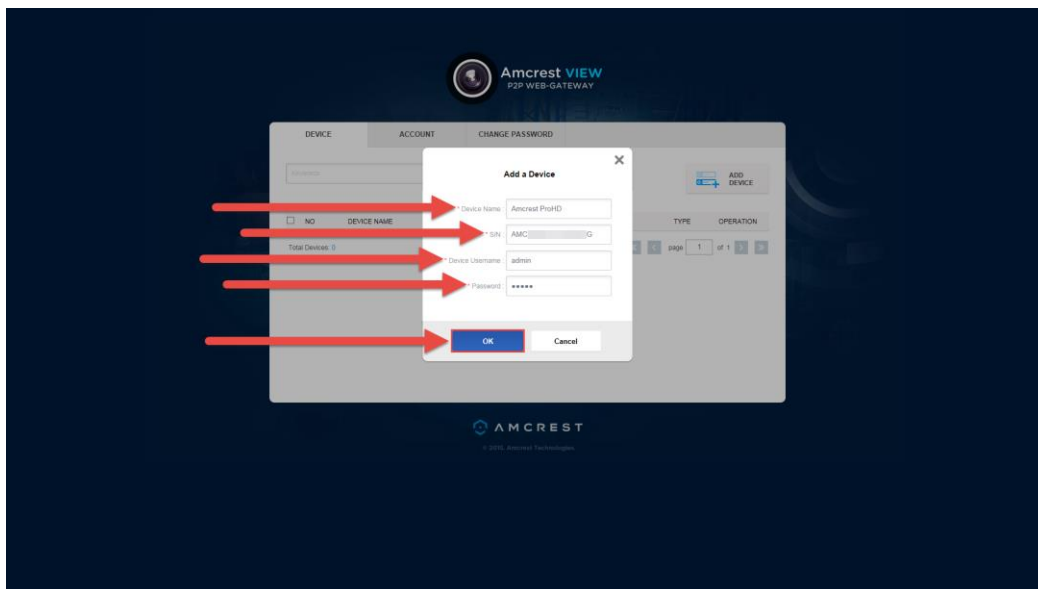 Amcrest VIEW
P2P WEB-GATEWAY
DEVICE ACCOUNT CHANGE PASSWORD
Add a Device
ADD
DEVICE
* Device Name: Amcrest ProHD
* S/N: AMC G
* Device Username: admin
* Password: •••••
NO DEVICE NAME TYPE OPERATION
Total Devices: 0 page 1 of 1
OK Cancel
AMCREST
Amcrest Technologies